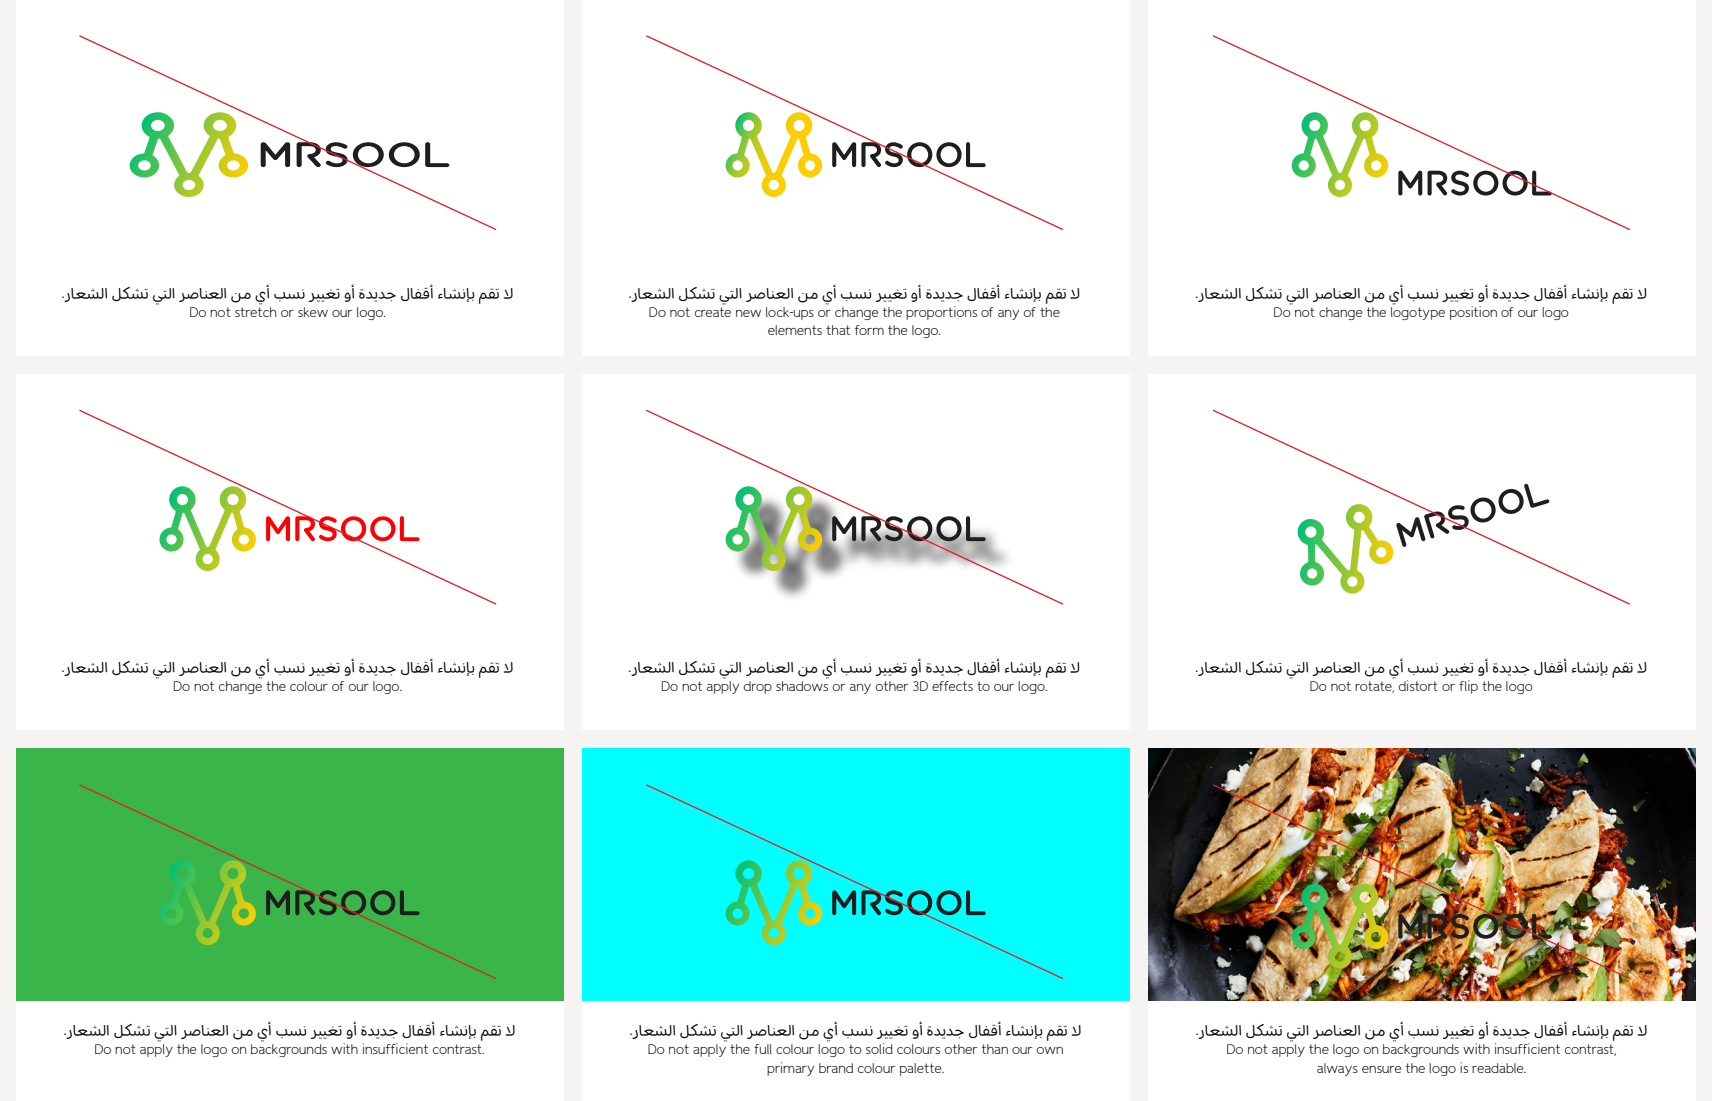 MRSOOL
لا تقم بإنشاء أقفال جديدة أو تغيير نسب أي من العناصر التي تشكل الشعار.
Do not stretch or skew our logo.
MRSOOL
لا تقم بإنشاء أقفال جديدة أو تغيير نسب أي من العناصر التي تشكل الشعار.
Do not create new lock-ups or change the proportions of any of the
elements that form the logo.
MRSOOL
لا تقم بإنشاء أقفال جديدة أو تغيير نسب أي من العناصر التي تشكل الشعار.
Do not change the logotype position of our logo
MRSOOL
لا تقم بإنشاء أقفال جديدة أو تغيير نسب أي من العناصر التي تشكل الشعار.
Do not change the colour of our logo.
MRSOOL
لا تقم بإنشاء أقفال جديدة أو تغيير نسب أي من العناصر التي تشكل الشعار.
Do not apply drop shadows or any other 3D effects to our logo.
MRSOOL
لا تقم بإنشاء أقفال جديدة أو تغيير نسب أي من العناصر التي تشكل الشعار.
Do not rotate, distort or flip the logo
MRSOOL
لا تقم بإنشاء أقفال جديدة أو تغيير نسب أي من العناصر التي تشكل الشعار.
Do not apply the logo on backgrounds with insufficient contrast.
MRSOOL
لا تقم بإنشاء أقفال جديدة أو تغيير نسب أي من العناصر التي تشكل الشعار.
Do not apply the full colour logo to solid colours other than our own
primary brand colour palette.
MRSOOL
لا تقم بإنشاء أقفال جديدة أو تغيير نسب أي من العناصر التي تشكل الشعار.
Do not apply the logo on backgrounds with insufficient contrast,
always ensure the logo is readable.